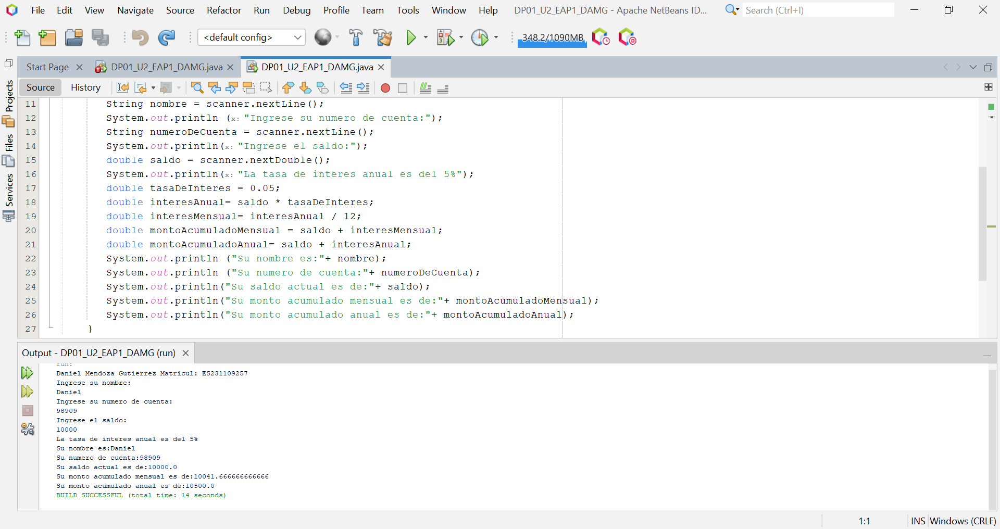 File Edit View Navigate Source Refactor Run Debug Profile Team Tools Window Help DP01_U2_EAP1_DAMG - Apache NetBeans ID... Search (Ctrl+I)
<default config> 348.2/1090MB
Start Page DP01_U2_EAP1_DAMG.java DP01_U2_EAP1_DAMG.java
Source History
Projects
Files
Services
11 String nombre = scanner.nextLine();
12 System.out.println (x: "Ingrese su numero de cuenta:");
13 String numeroDeCuenta = scanner.nextLine();
14 System.out.println(x: "Ingrese el saldo:");
15 double saldo = scanner.nextDouble();
16 System.out.println(x: "La tasa de interes anual es del 5%");
17 double tasaDeInteres = 0.05;
18 double interesAnual= saldo * tasaDeInteres;
19 double interesMensual= interesAnual / 12;
20 double montoAcumuladoMensual = saldo + interesMensual;
21 double montoAcumuladoAnual= saldo + interesAnual;
22 System.out.println ("Su nombre es:"+ nombre);
23 System.out.println ("Su numero de cuenta:"+ numeroDeCuenta);
24 System.out.println("Su saldo actual es de:"+ saldo);
25 System.out.println("Su monto acumulado mensual es de:"+ montoAcumuladoMensual);
26 System.out.println("Su monto acumulado anual es de:"+ montoAcumuladoAnual);
27 }
Output - DP01_U2_EAP1_DAMG (run)
run:
Daniel Mendoza Gutierrez Matricul: ES231109257
Ingrese su nombre:
Daniel
Ingrese su numero de cuenta:
98909
Ingrese el saldo:
10000
La tasa de interes anual es del 5%
Su nombre es:Daniel
Su numero de cuenta:98909
Su saldo actual es de:10000.0
Su monto acumulado mensual es de:10041.666666666666
Su monto acumulado anual es de:10500.0
BUILD SUCCESSFUL (total time: 14 seconds)
1:1 INS Windows (CRLF)